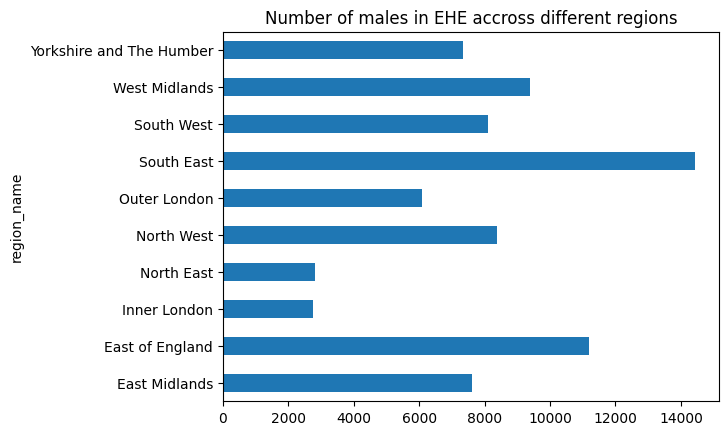 Number of males in EHE accross different regions
region_name
Yorkshire and The Humber
West Midlands
South West
South East
Outer London
North West
North East
Inner London
East of England
East Midlands
0 2000 4000 6000 8000 10000 12000 14000